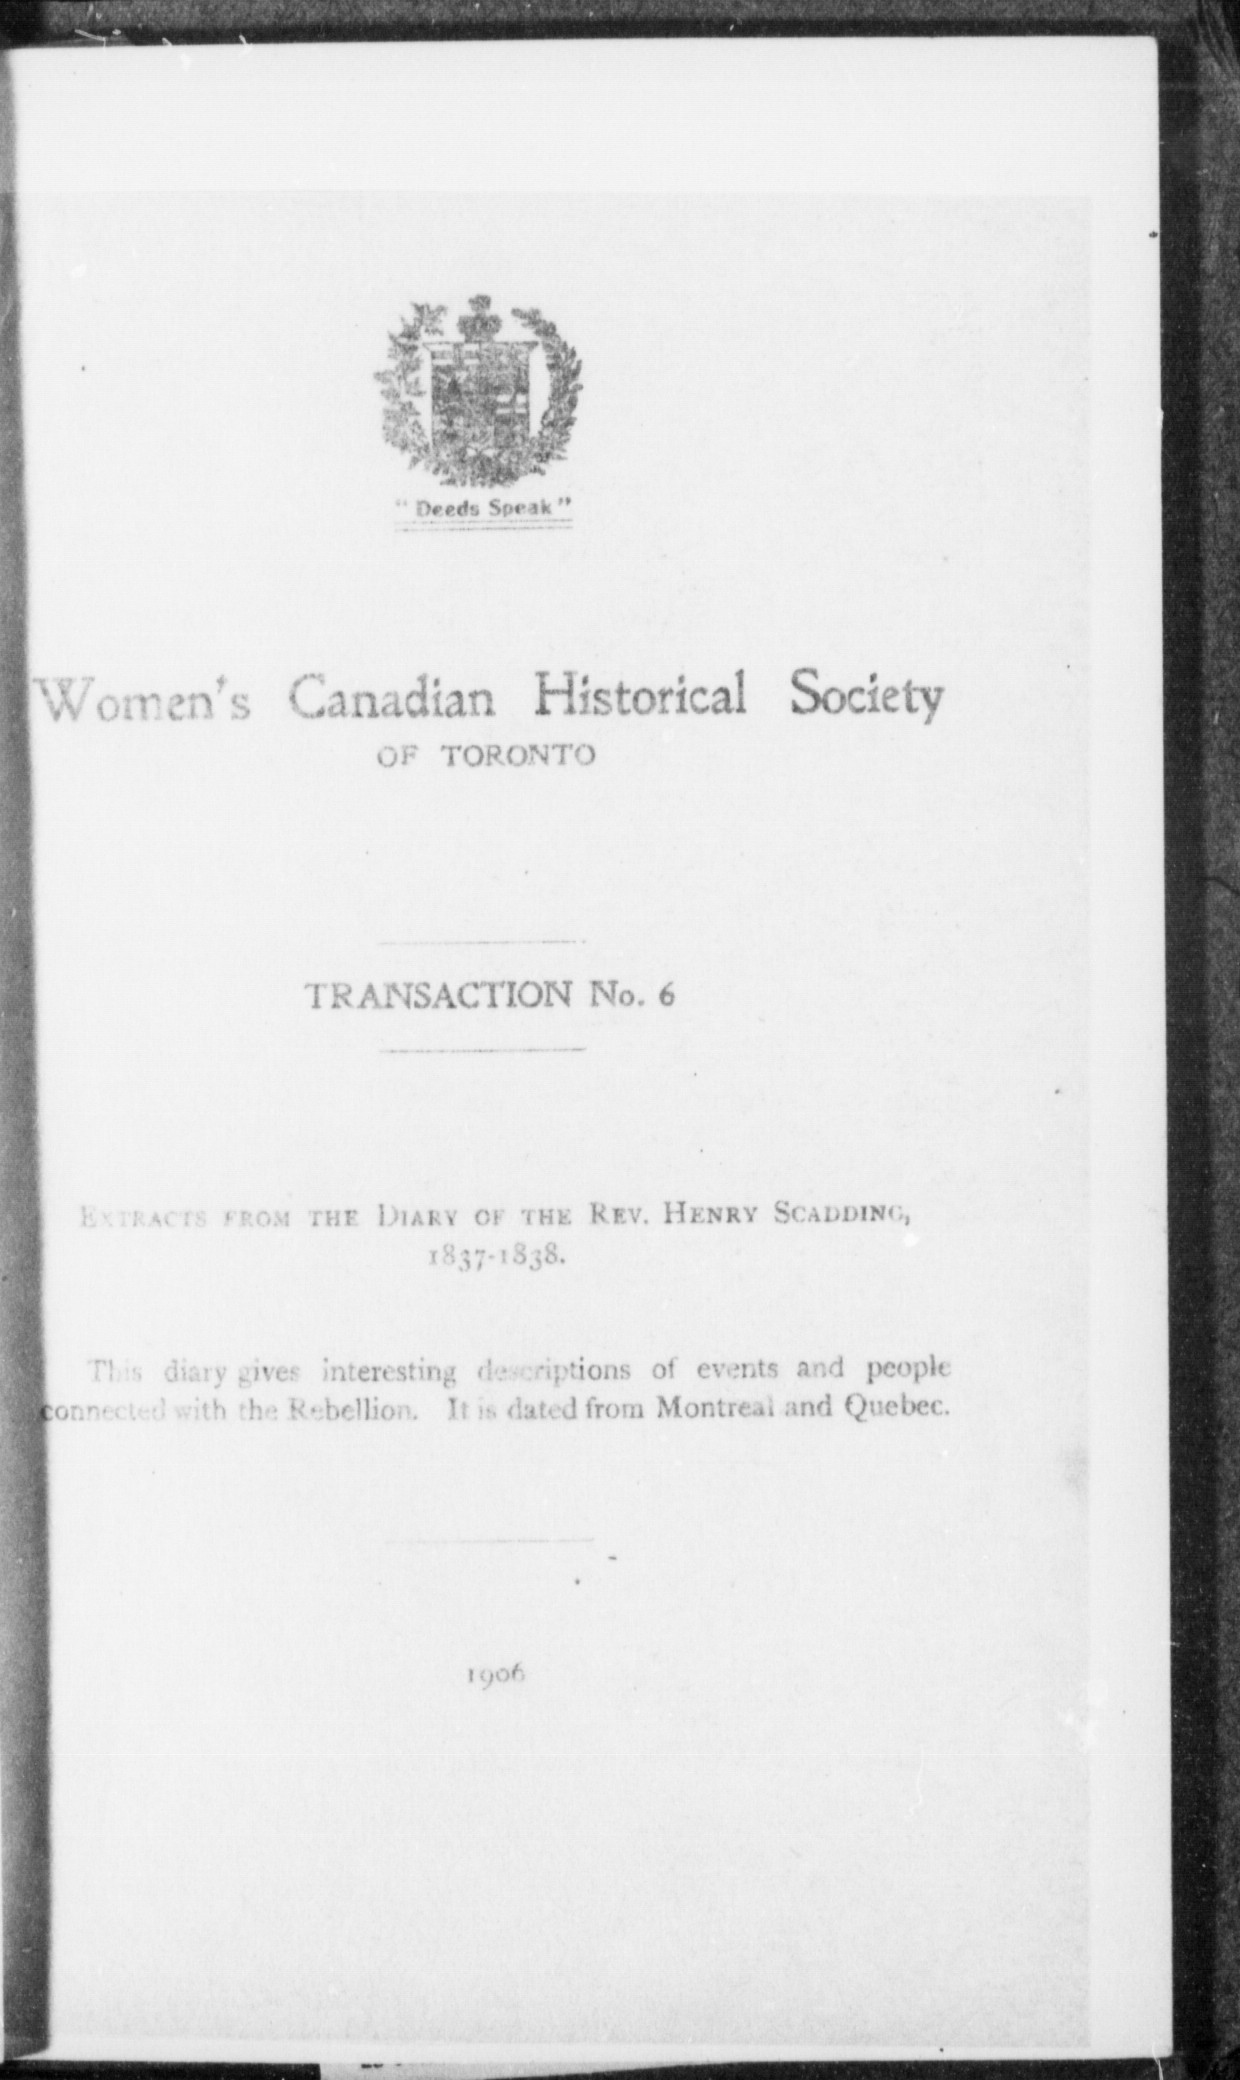 " Deeds Speak "
Women's Canadian Historical Society
OF TORONTO
TRANSACTION No. 6
EXTRACTS FROM THE DIARY OF THE REV. HENRY SCADDING,
1837-1838.
This diary gives interesting descriptions of events and people
connected with the Rebellion. It is dated from Montreal and Quebec.
1906